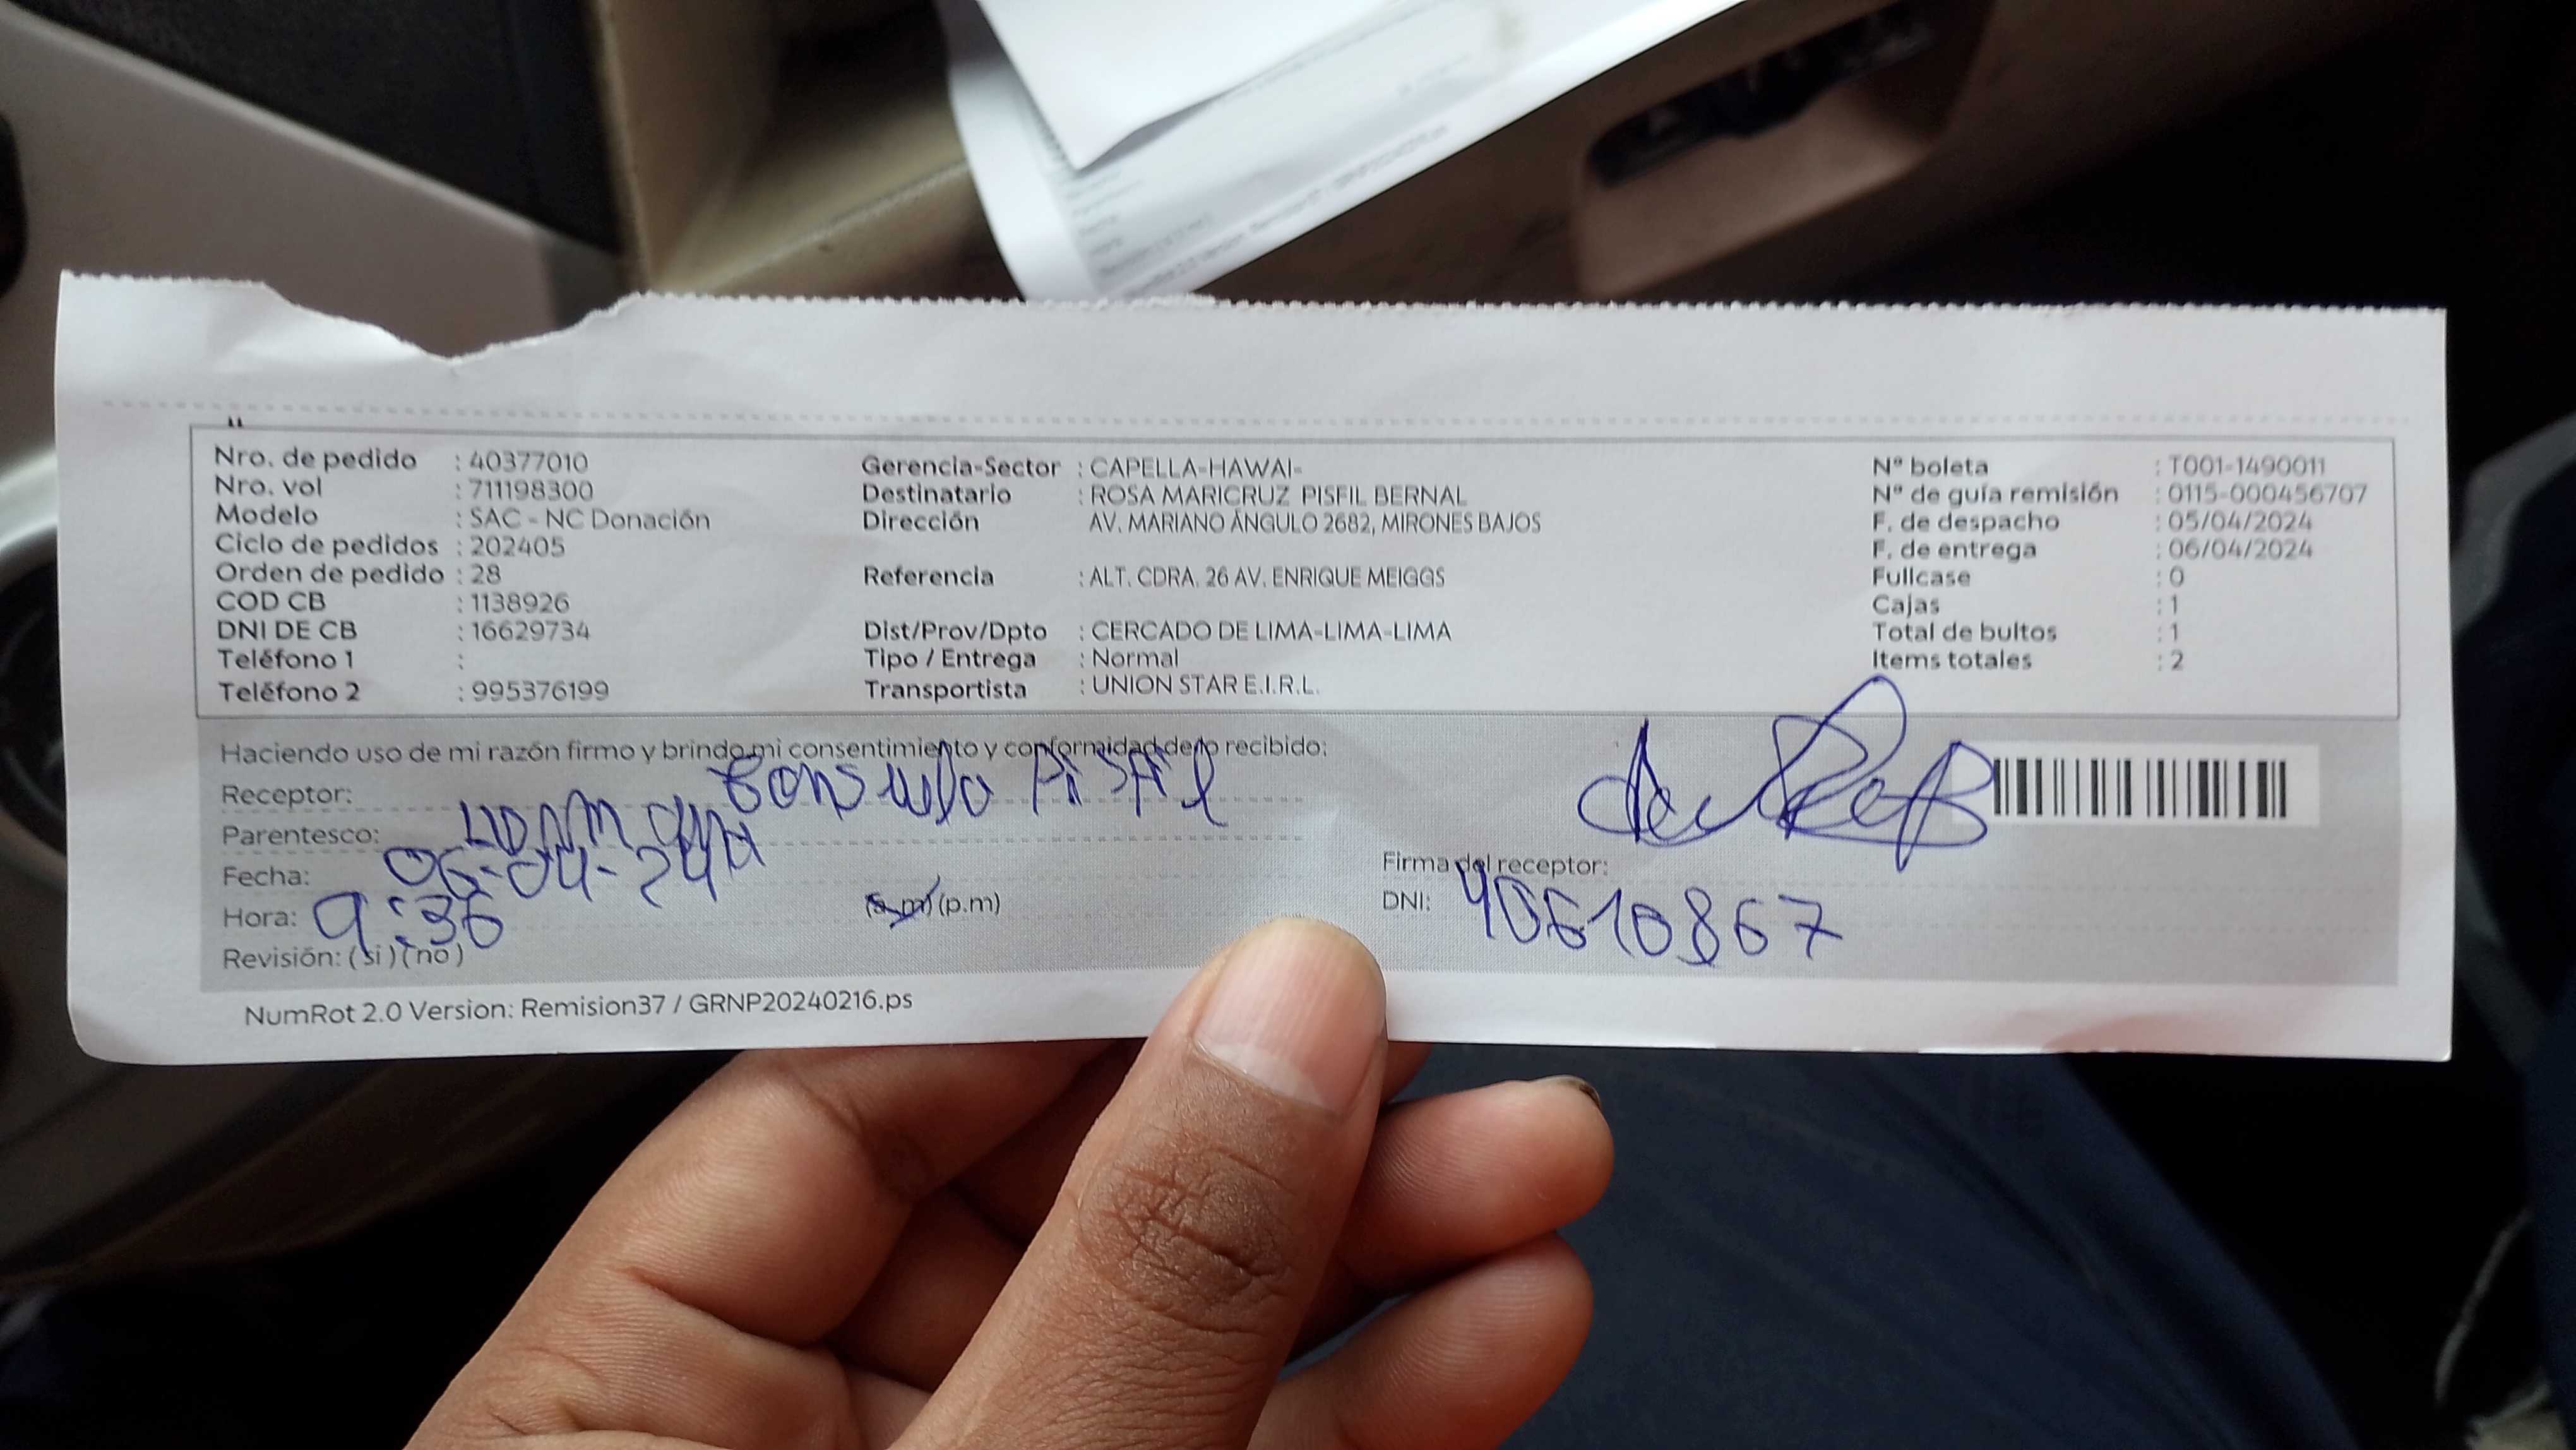 Nro. de pedido : 40377010
Nro. vol : 711198300
Modelo : SAC - NC Donación
Ciclo de pedidos : 202405
Orden de pedido : 28
COD CB : 1138926
DNI DE CB : 16629734
Teléfono 1 :
Teléfono 2 : 995376199
Gerencia-Sector : CAPELLA-HAWAI-
Destinatario : ROSA MARICRUZ PISFIL BERNAL
Dirección AV. MARIANO ÁNGULO 2682, MIRONES BAJOS
Referencia : ALT. CDRA. 26 AV. ENRIQUE MEIGGS
Dist/Prov/Dpto : CERCADO DE LIMA-LIMA-LIMA
Tipo / Entrega : Normal
Transportista : UNION STAR E.I.R.L.
N° boleta : T001-1490011
N° de guía remisión : 0115-000456707
F. de despacho : 05/04/2024
F. de entrega : 06/04/2024
Fullcase : 0
Cajas : 1
Total de bultos : 1
Items totales : 2
Haciendo uso de mi razón firmo y brindo mi consentimiento y conformidad de lo recibido:
Receptor: Consuelo Pisfil
Parentesco:
Fecha: 06-04-24
Hora: 9:36 (a.m) (p.m)
Revisión: ( si ) ( no )
Firma del receptor:
DNI: 40610867
NumRot 2.0 Version: Remision37 / GRNP20240216.ps